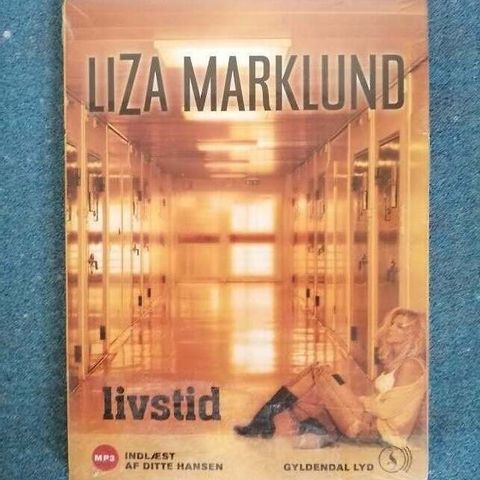 LIZA MARKLUND
livstid
MP3
INDLÆST
AF DITTE HANSEN
GYLDENDAL LYD